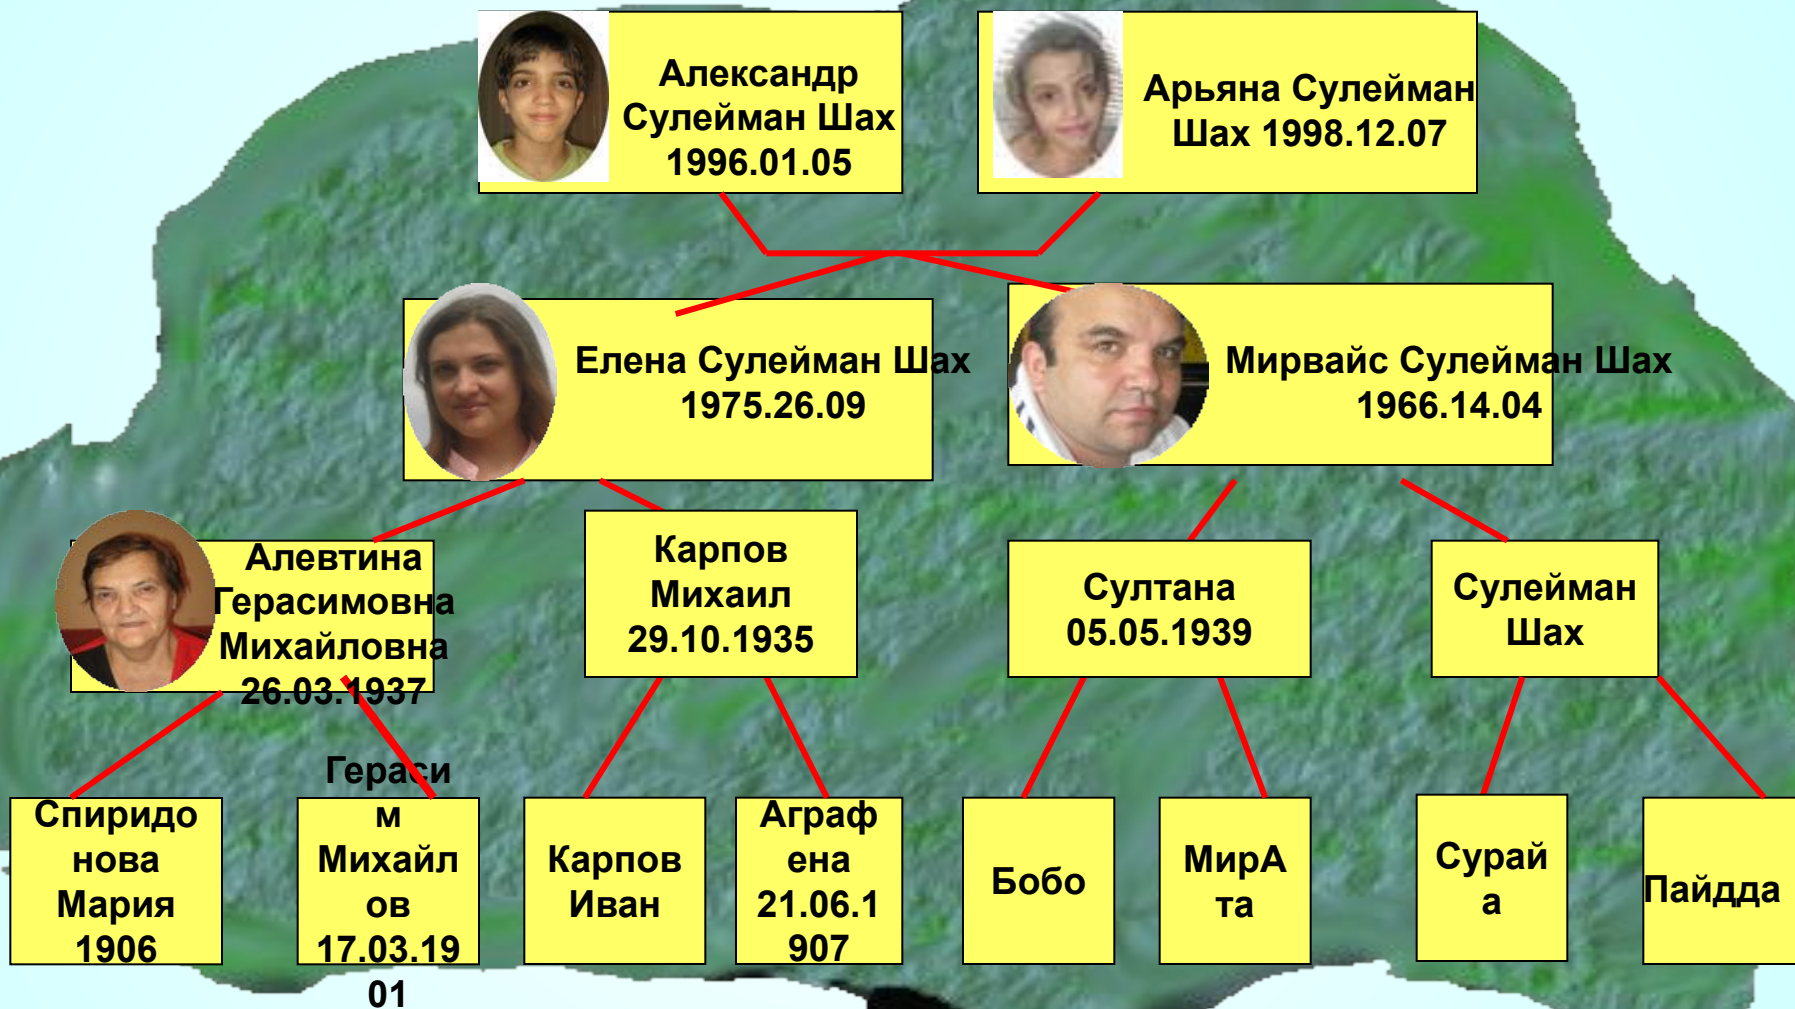 Александр
Сулейман Шах
1996.01.05
Арьяна Сулейман
Шах 1998.12.07
Елена Сулейман Шах
1975.26.09
Мирвайс Сулейман Шах
1966.14.04
Алевтина
Герасимовна
Михайловна
26.03.1937
Карпов
Михаил
29.10.1935
Султана
05.05.1939
Сулейман
Шах
Спиридо
нова
Мария
1906
Гераси
м
Михайл
ов
17.03.19
01
Карпов
Иван
Аграф
ена
21.06.1
907
Бобо
МирА
та
Сурай
а
Пайдда